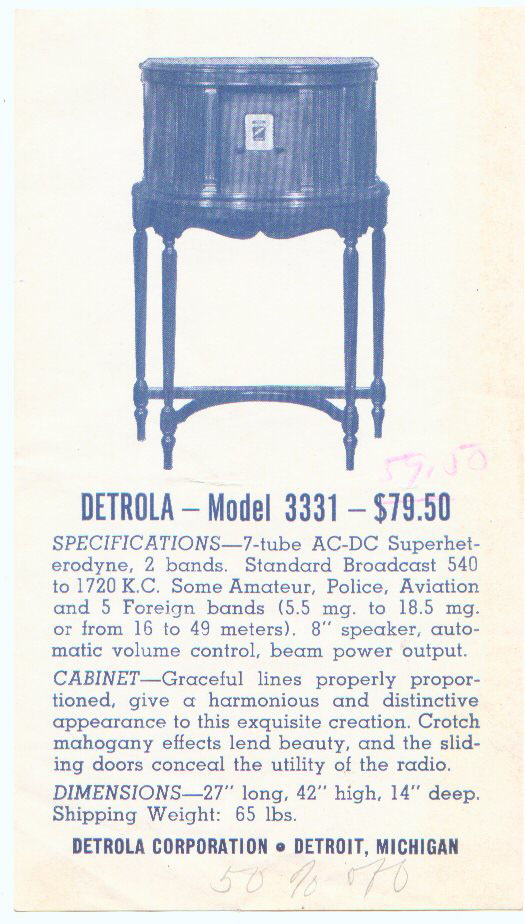 59.50
DETROLA – Model 3331 – $79.50
SPECIFICATIONS—7-tube AC-DC Superhet-
erodyne, 2 bands. Standard Broadcast 540
to 1720 K.C. Some Amateur, Police, Aviation
and 5 Foreign bands (5.5 mg. to 18.5 mg.
or from 16 to 49 meters). 8" speaker, auto-
matic volume control, beam power output.
CABINET—Graceful lines properly propor-
tioned, give a harmonious and distinctive
appearance to this exquisite creation. Crotch
mahogany effects lend beauty, and the slid-
ing doors conceal the utility of the radio.
DIMENSIONS—27" long, 42" high, 14" deep.
Shipping Weight: 65 lbs.
DETROLA CORPORATION • DETROIT, MICHIGAN
50 % off